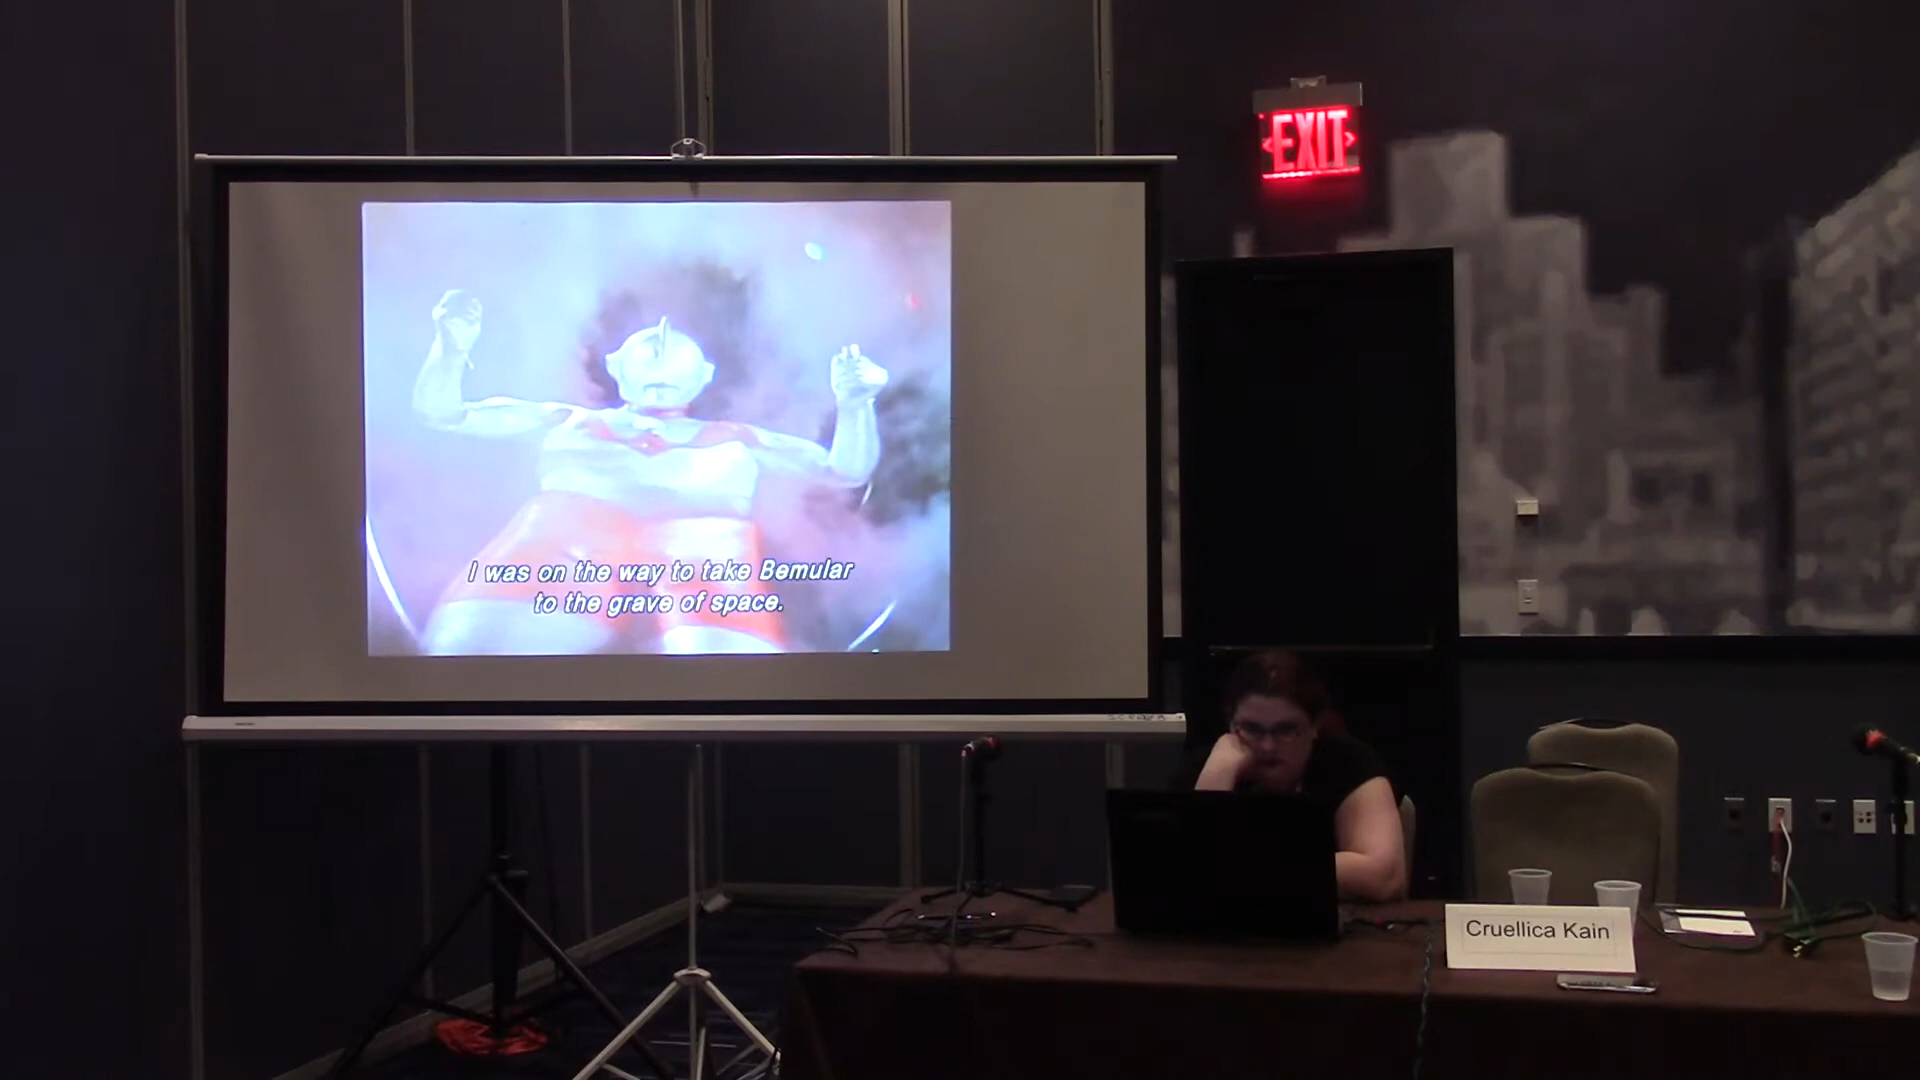 EXIT
I was on the way to take Bemular
to the grave of space.
Cruellica Kain